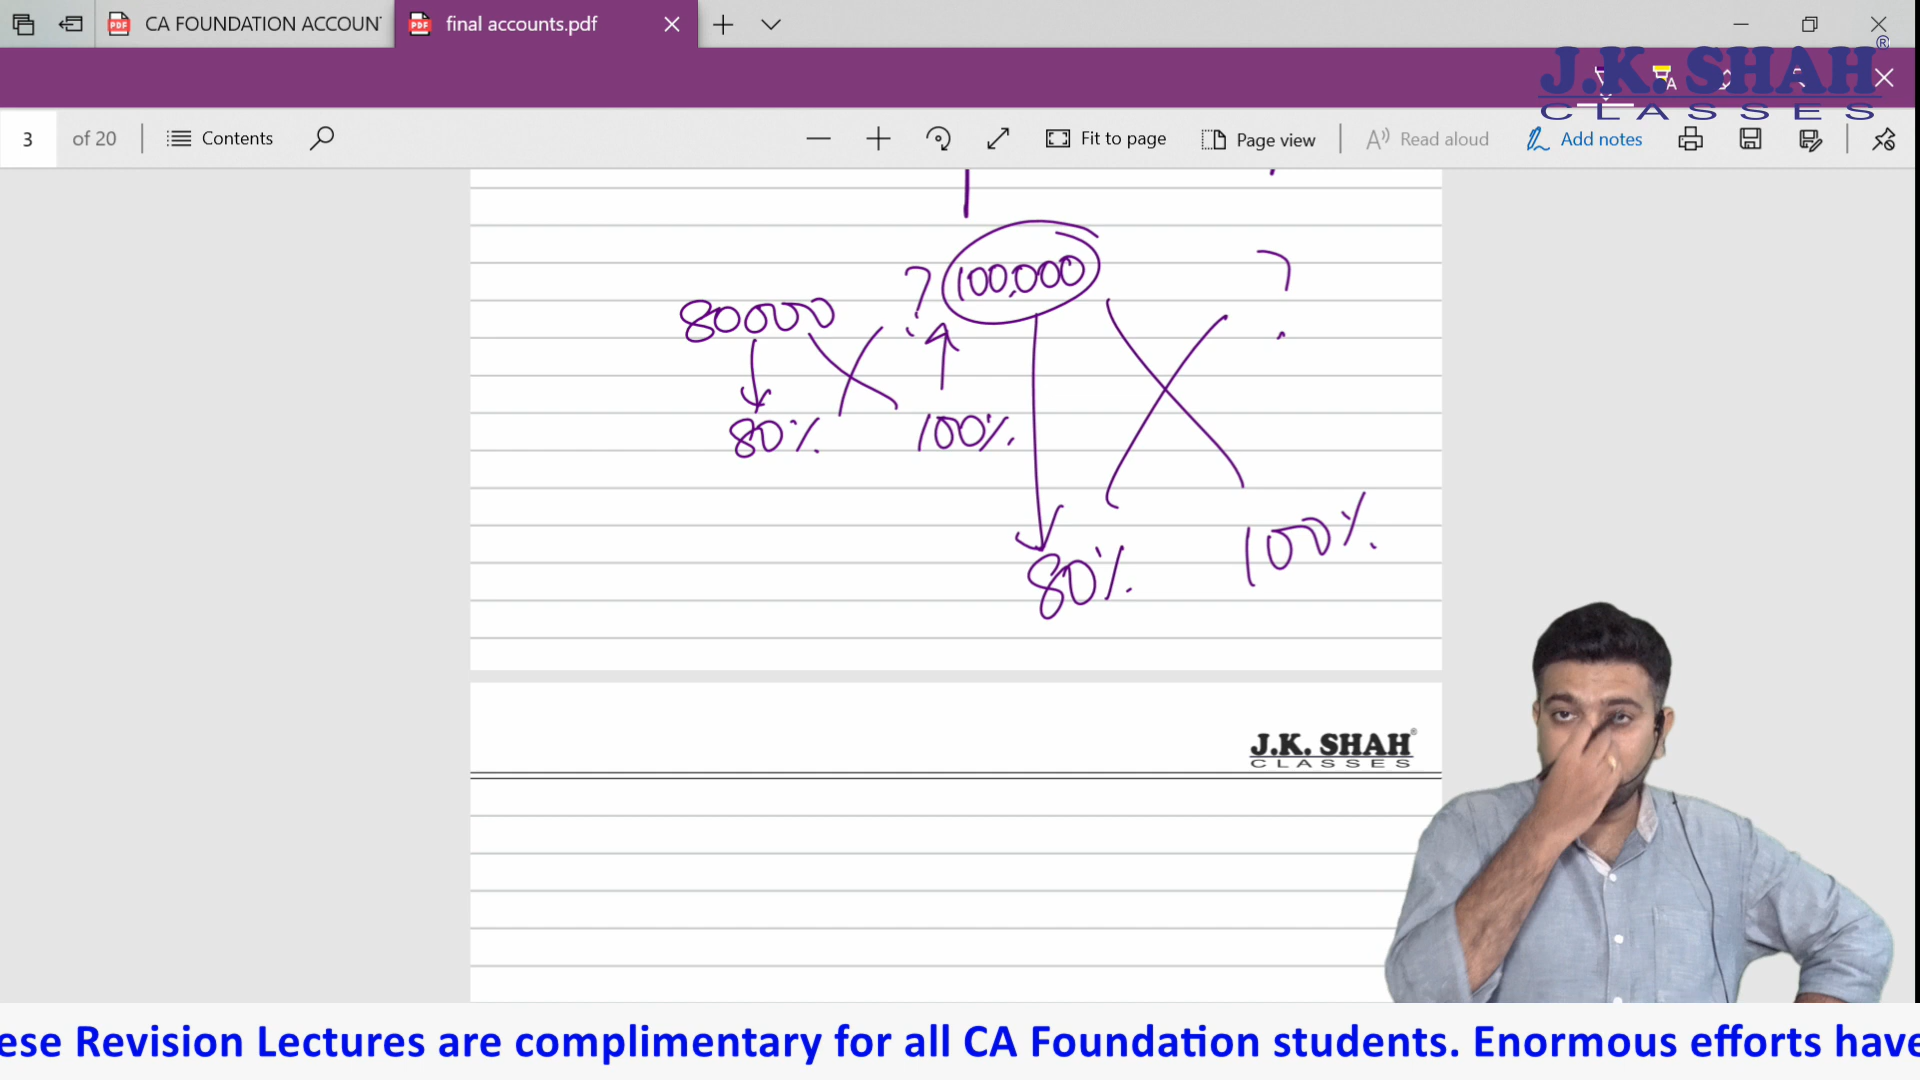 CA FOUNDATION ACCOUN
final accounts.pdf
J.K. SHAH®
CLASSES
3 of 20 Contents Fit to page Page view Read aloud Add notes
? 100,000 ?
80000
80% 100%
80% 100%
J.K. SHAH®
CLASSES
ese Revision Lectures are complimentary for all CA Foundation students. Enormous efforts have